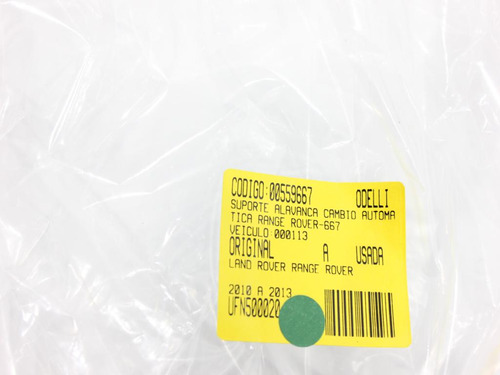 CODIGO:00559667 ODELLI
SUPORTE ALAVANCA CAMBIO AUTOMA
TICA RANGE ROVER-667
VEICULO:000113
ORIGINAL A USADA
LAND ROVER RANGE ROVER
2010 A 2013
UFN500020